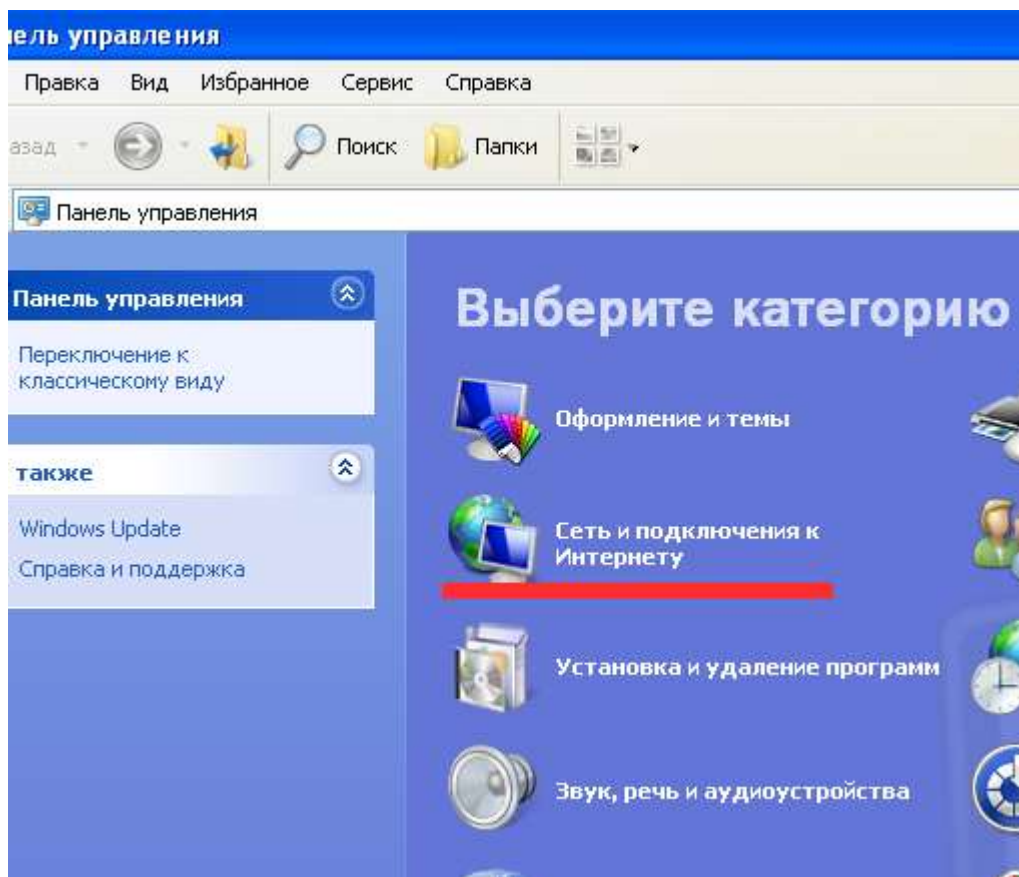 ель управления
Правка Вид Избранное Сервис Справка
азад Поиск Папки
Панель управления
Панель управления
Переключение к
классическому виду
также
Windows Update
Справка и поддержка
Выберите категорию
Оформление и темы
Сеть и подключения к
Интернету
Установка и удаление программ
Звук, речь и аудиоустройства